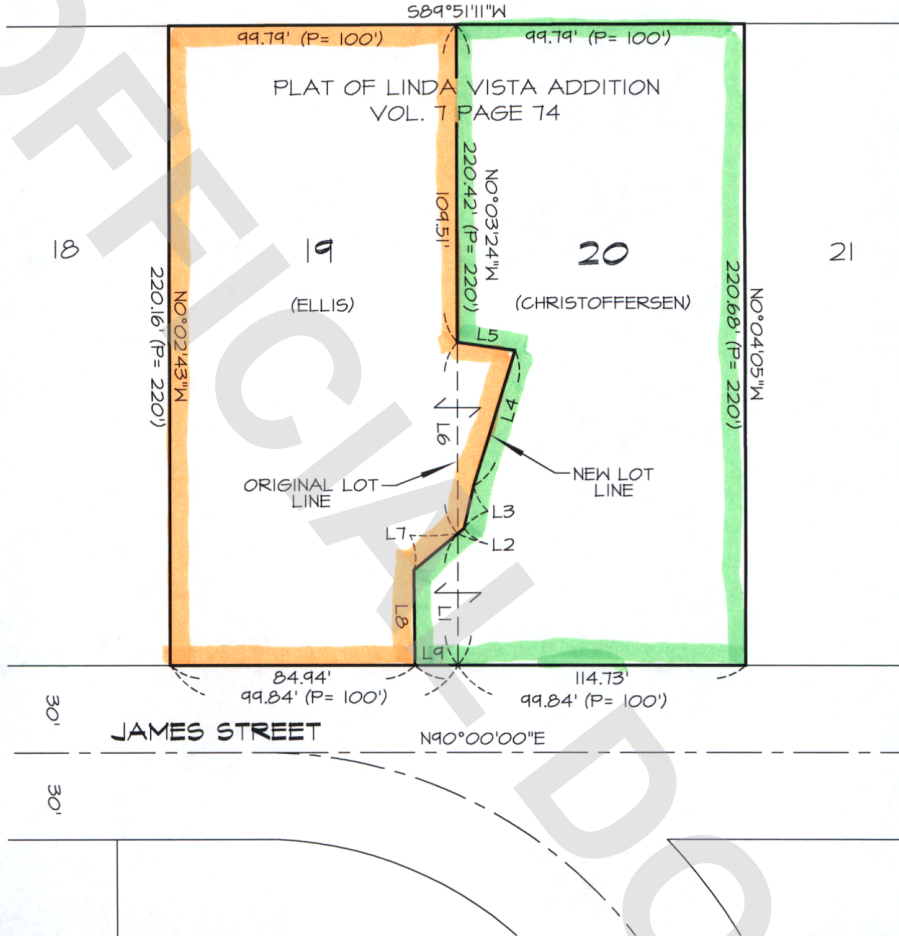 S89°51'11"W
99.79' (P= 100')
99.79' (P= 100')
PLAT OF LINDA VISTA ADDITION
VOL. 7 PAGE 74
18
19
(ELLIS)
20
(CHRISTOFFERSEN)
21
N0°02'43"W
220.16' (P= 220')
109.51'
N0°03'24"W
220.42' (P= 220')
N0°04'05"W
220.68' (P= 220')
L5
L4
L6
ORIGINAL LOT
LINE
NEW LOT
LINE
L3
L7
L2
L8
L1
L9
84.94'
99.84' (P= 100')
114.73'
99.84' (P= 100')
30'
JAMES STREET
N90°00'00"E
30'
OFFICIAL DO